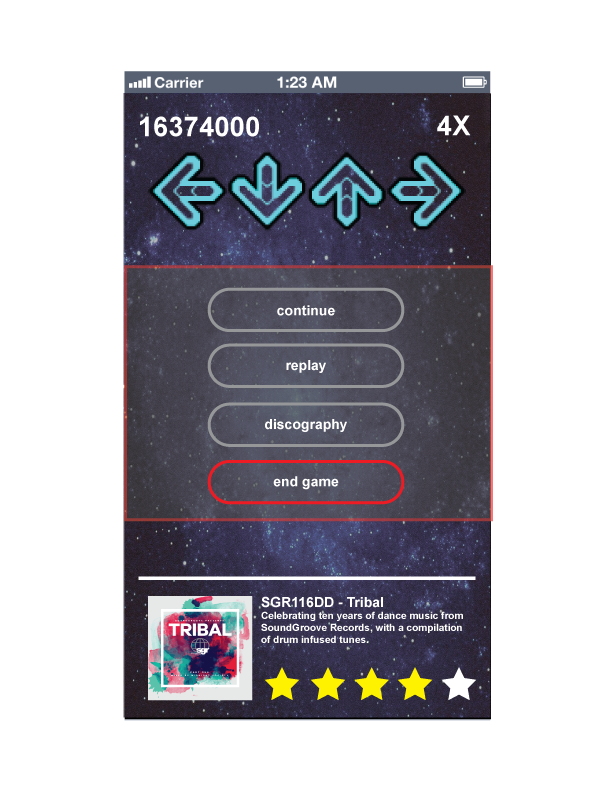 Carrier 1:23 AM
16374000 4X
continue
replay
discography
end game
SGR116DD - Tribal
Celebrating ten years of dance music from
SoundGroove Records, with a compilation
of drum infused tunes.
TRIBAL